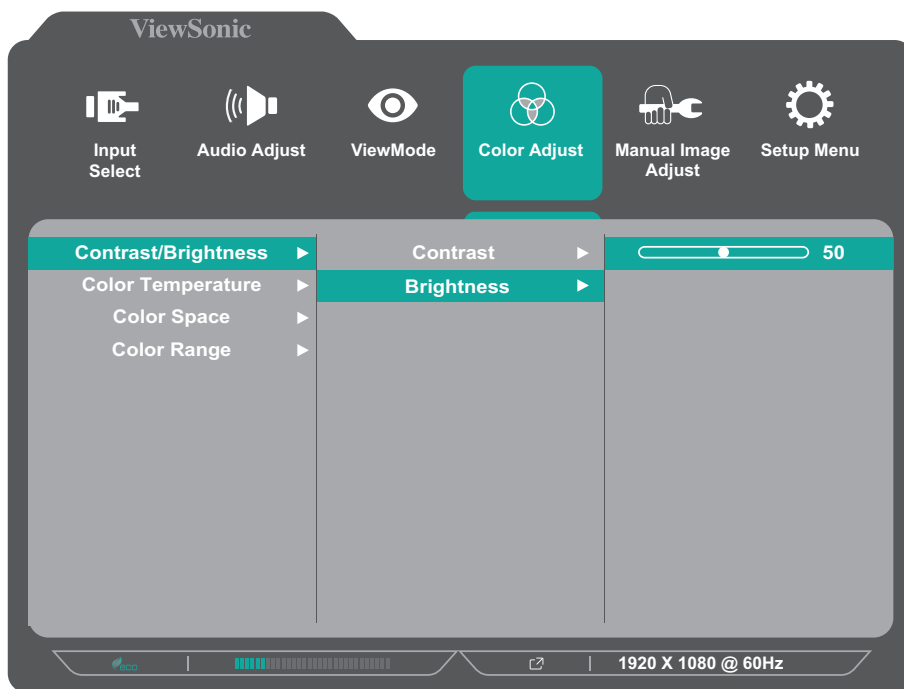 ViewSonic
Input
Select
Audio Adjust
ViewMode
Color Adjust
Manual Image
Adjust
Setup Menu
Contrast/Brightness
Contrast
50
Color Temperature
Brightness
Color Space
Color Range
eco
1920 X 1080 @ 60Hz